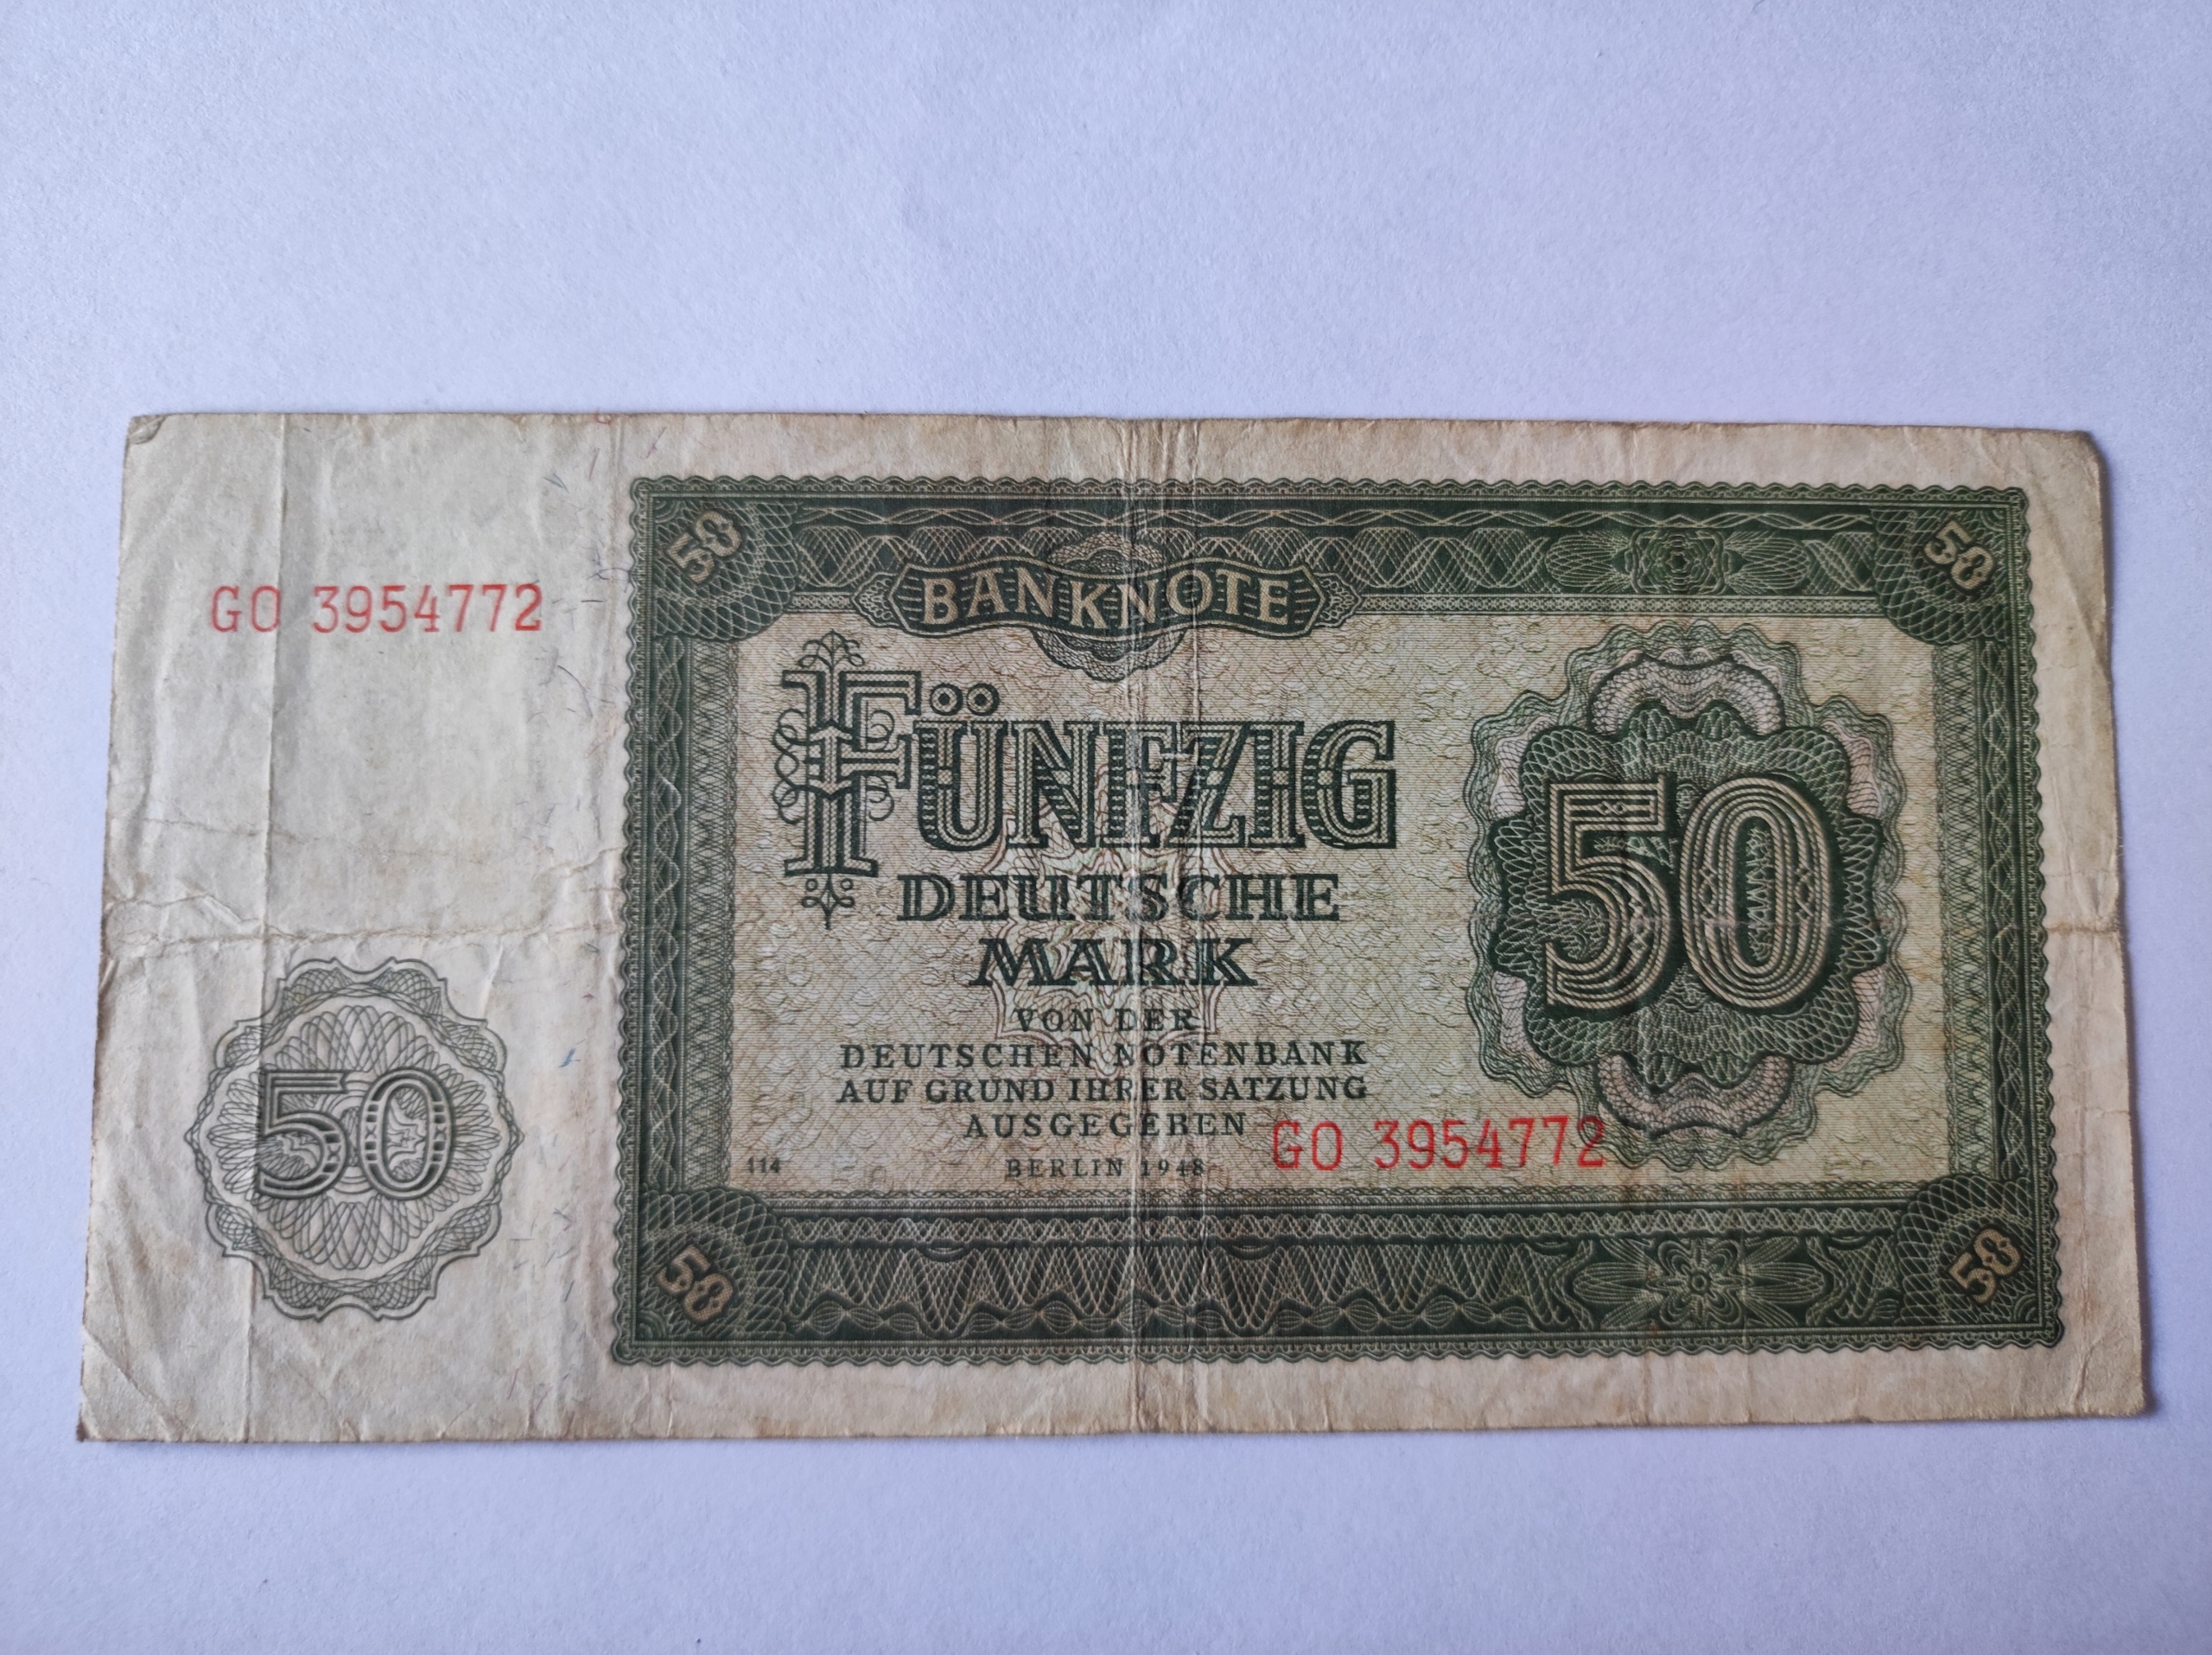 50
50
BANKNOTE
GO 3954772
FÜNFZIG
50
DEUTSCHE
MARK
VON DER
DEUTSCHEN NOTENBANK
AUF GRUND IHRER SATZUNG
AUSGEGEBEN
50
GO 3954772
114
BERLIN 1948
50
50